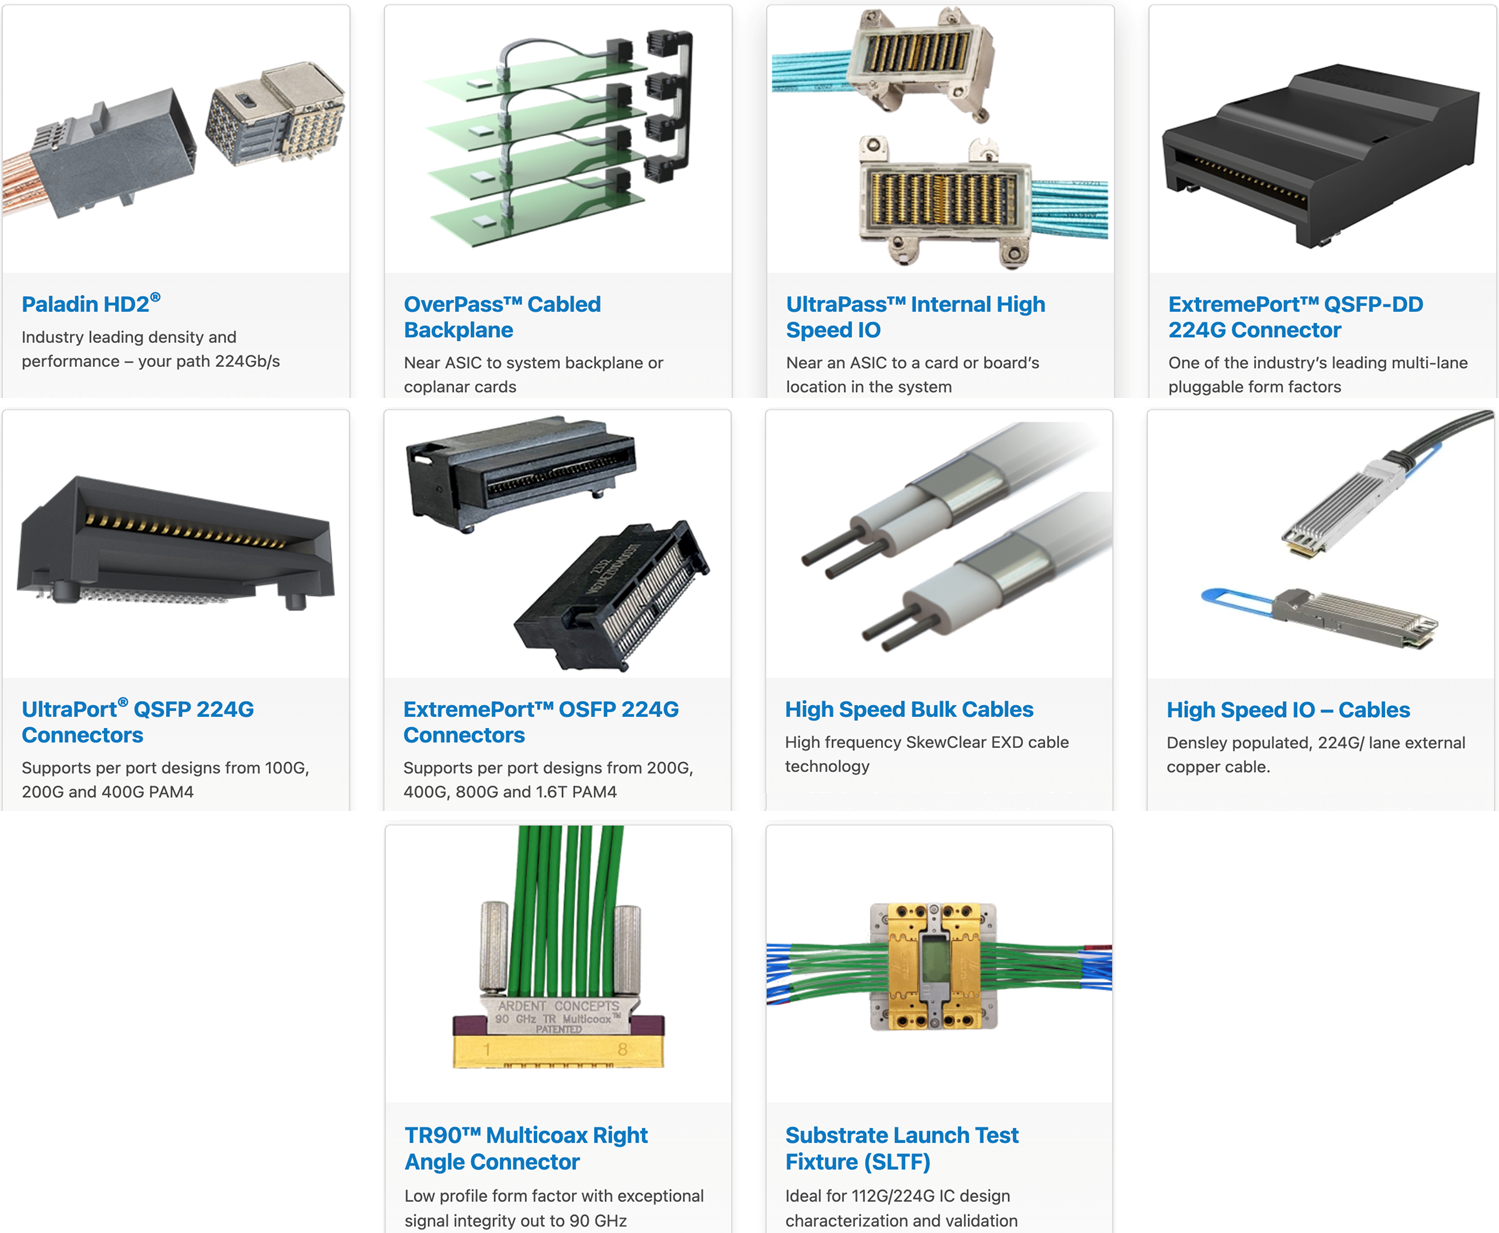 Paladin HD2®
Industry leading density and
performance – your path 224Gb/s
OverPass™ Cabled
Backplane
Near ASIC to system backplane or
coplanar cards
UltraPass™ Internal High
Speed IO
Near an ASIC to a card or board's
location in the system
ExtremePort™ QSFP-DD
224G Connector
One of the industry's leading multi-lane
pluggable form factors
UltraPort® QSFP 224G
Connectors
Supports per port designs from 100G,
200G and 400G PAM4
2332
ExtremePort™ OSFP 224G
Connectors
Supports per port designs from 200G,
400G, 800G and 1.6T PAM4
High Speed Bulk Cables
High frequency SkewClear EXD cable
technology
High Speed IO – Cables
Densley populated, 224G/ lane external
copper cable.
ARDENT CONCEPTS
90 GHz TR Multicoax™
PATENTED
1 8
TR90™ Multicoax Right
Angle Connector
Low profile form factor with exceptional
signal integrity out to 90 GHz
Substrate Launch Test
Fixture (SLTF)
Ideal for 112G/224G IC design
characterization and validation